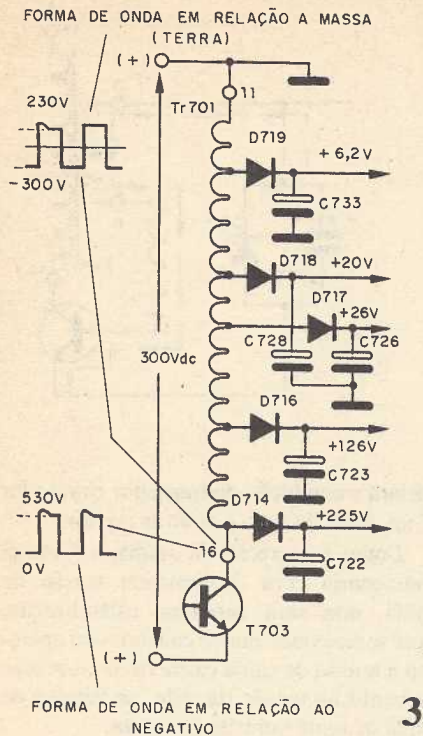 FORMA DE ONDA EM RELAÇÃO A MASSA
(TERRA)
(+)
230V
-300V
Tr701
11
D719
+ 6,2V
C733
D718
+20V
D717
+26V
C728
C726
300Vdc
D716
+126V
C723
D714
+225V
530V
0V
16
C722
T703
(+)
FORMA DE ONDA EM RELAÇÃO AO
NEGATIVO
3